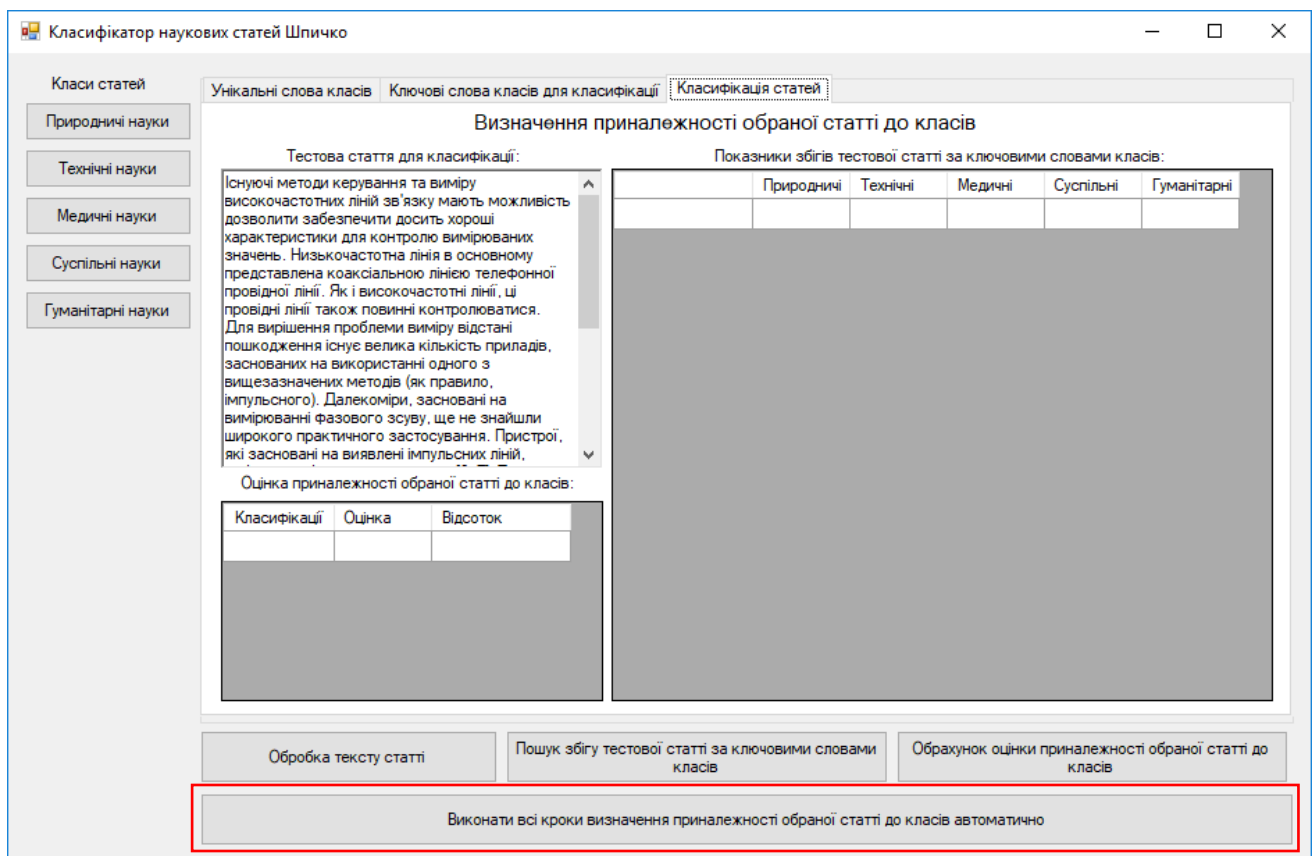 Класифікатор наукових статей Шпичко
Класи статей
Природничі науки
Технічні науки
Медичні науки
Суспільні науки
Гуманітарні науки
Унікальні слова класів
Ключові слова класів для класифікації
Класифікація статей
Визначення приналежності обраної статті до класів
Тестова стаття для класифікації:
Існуючі методи керування та виміру
високочастотних ліній зв'язку мають можливість
дозволити забезпечити досить хороші
характеристики для контролю вимірюваних
значень. Низькочастотна лінія в основному
представлена коаксіальною лінією телефонної
провідної лінії. Як і високочастотні лінії, ці
провідні лінії також повинні контролюватися.
Для вирішення проблеми виміру відстані
пошкодження існує велика кількість приладів,
заснованих на використанні одного з
вищезазначених методів (як правило,
імпульсного). Далекоміри, засновані на
вимірюванні фазового зсуву, ще не знайшли
широкого практичного застосування. Пристрої,
які засновані на виявлені імпульсних ліній,
Показники збігів тестової статті за ключовими словами класів:
Природничі Технічні Медичні Суспільні Гуманітарні
Оцінка приналежності обраної статті до класів:
Класифікації Оцінка Відсоток
Обробка тексту статті
Пошук збігу тестової статті за ключовими словами
класів
Обрахунок оцінки приналежності обраної статті до
класів
Виконати всі кроки визначення приналежності обраної статті до класів автоматично